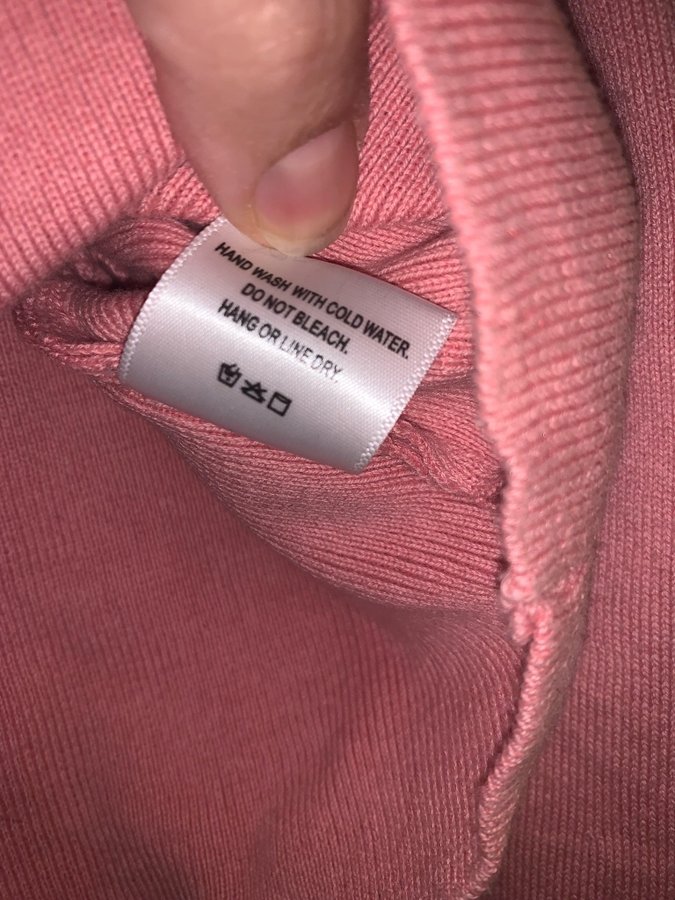 HAND WASH WITH COLD WATER.
DO NOT BLEACH.
HANG OR LINE DRY.